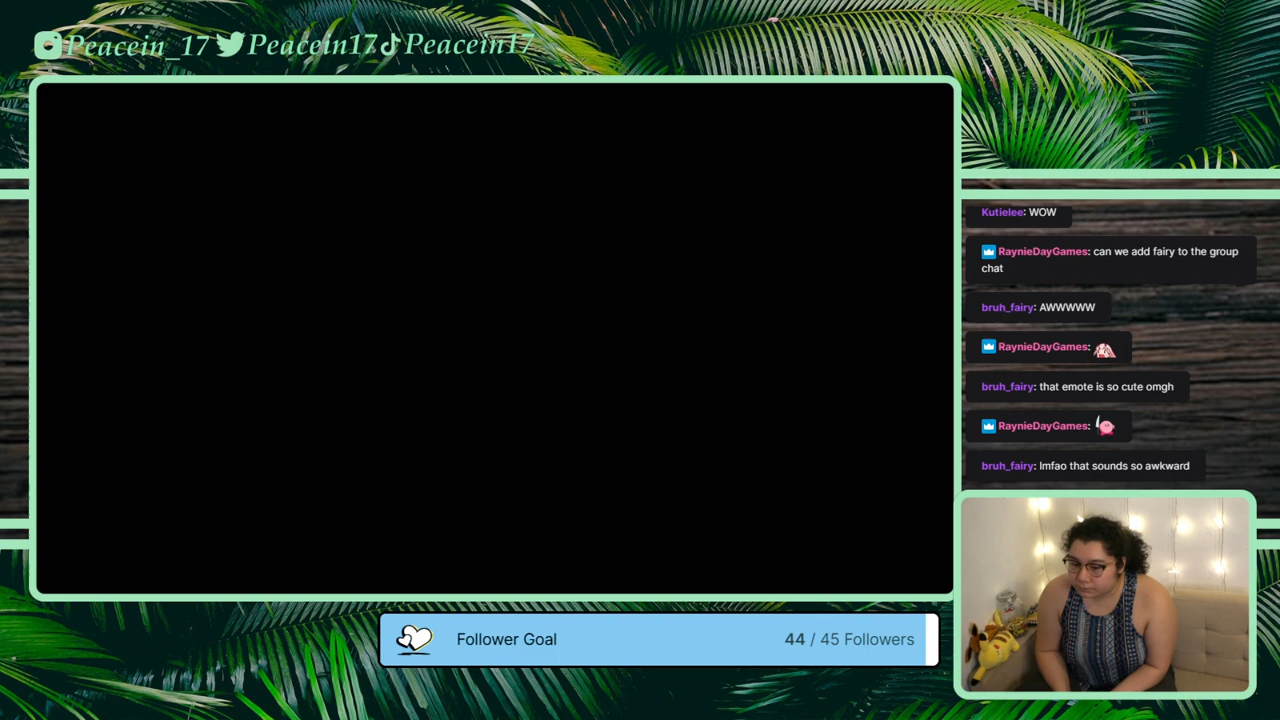 Peacein_17 Peacein17 Peacein17
Kutielee: WOW
RaynieDayGames: can we add fairy to the group
chat
bruh_fairy: AWWWWW
RaynieDayGames:
bruh_fairy: that emote is so cute omgh
RaynieDayGames:
bruh_fairy: lmfao that sounds so awkward
Follower Goal 44 / 45 Followers